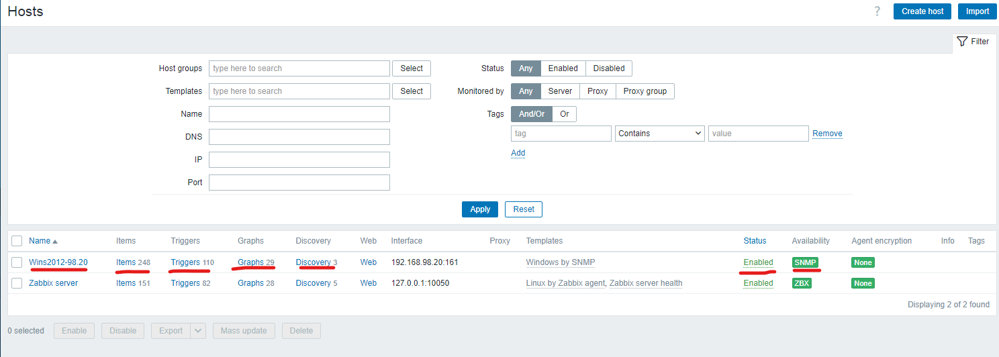 Hosts
? Create host Import
Filter
Host groups type here to search Select Status Any Enabled Disabled
Templates type here to search Select Monitored by Any Server Proxy Proxy group
Name Tags And/Or Or
DNS tag Contains value Remove
Add
IP
Port
Apply Reset
Name Items Triggers Graphs Discovery Web Interface Proxy Templates Status Availability Agent encryption Info Tags
Wins2012-98.20 Items 248 Triggers 110 Graphs 29 Discovery 3 Web 192.168.98.20:161 Windows by SNMP Enabled SNMP None
Zabbix server Items 151 Triggers 82 Graphs 28 Discovery 5 Web 127.0.0.1:10050 Linux by Zabbix agent, Zabbix server health Enabled ZBX None
Displaying 2 of 2 found
0 selected Enable Disable Export Mass update Delete